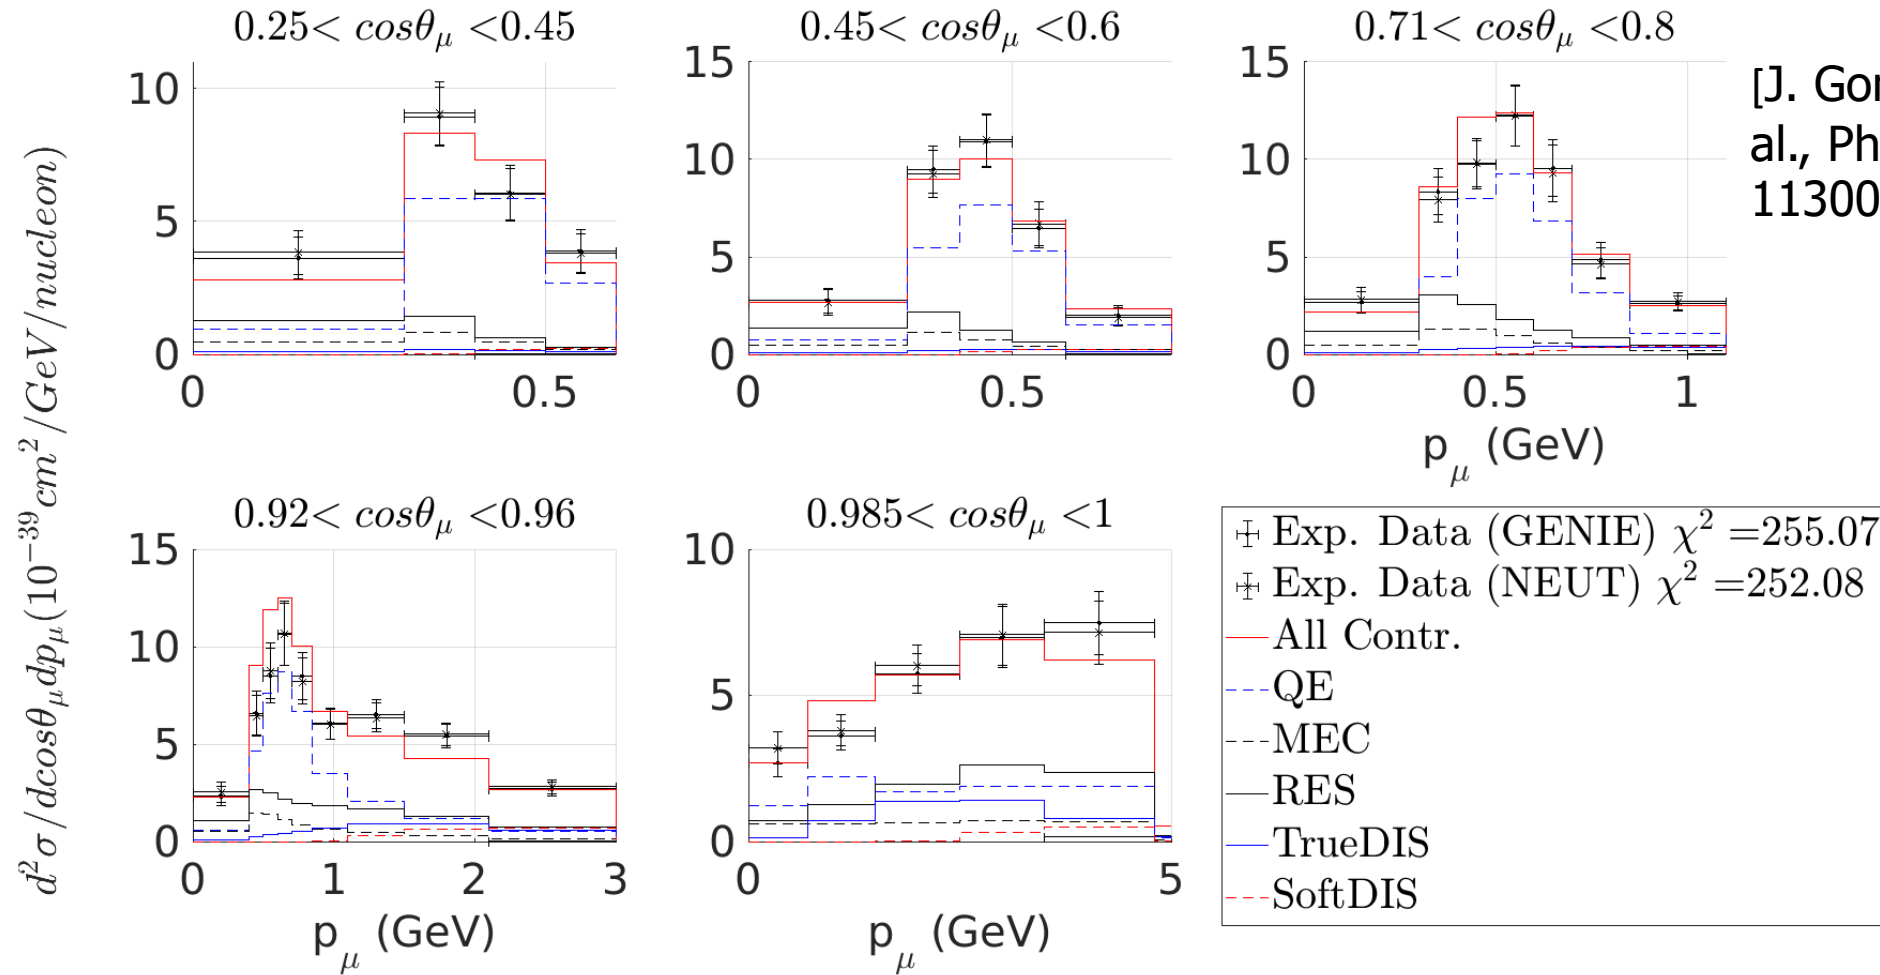 0.25< cosθμ <0.45
0.45< cosθμ <0.6
0.71< cosθμ <0.8
[J. Gor
al., Ph
11300
d²σ/dcosθμdpμ(10⁻³⁹cm²/GeV/nucleon)
10
5
0
0
0.5
15
10
5
0
0
0.5
15
10
5
0
0
0.5
1
pμ (GeV)
0.92< cosθμ <0.96
0.985< cosθμ <1
15
10
5
0
0
1
2
3
pμ (GeV)
10
5
0
0
5
pμ (GeV)
Exp. Data (GENIE) χ² =255.07
Exp. Data (NEUT) χ² =252.08
All Contr.
QE
MEC
RES
TrueDIS
SoftDIS